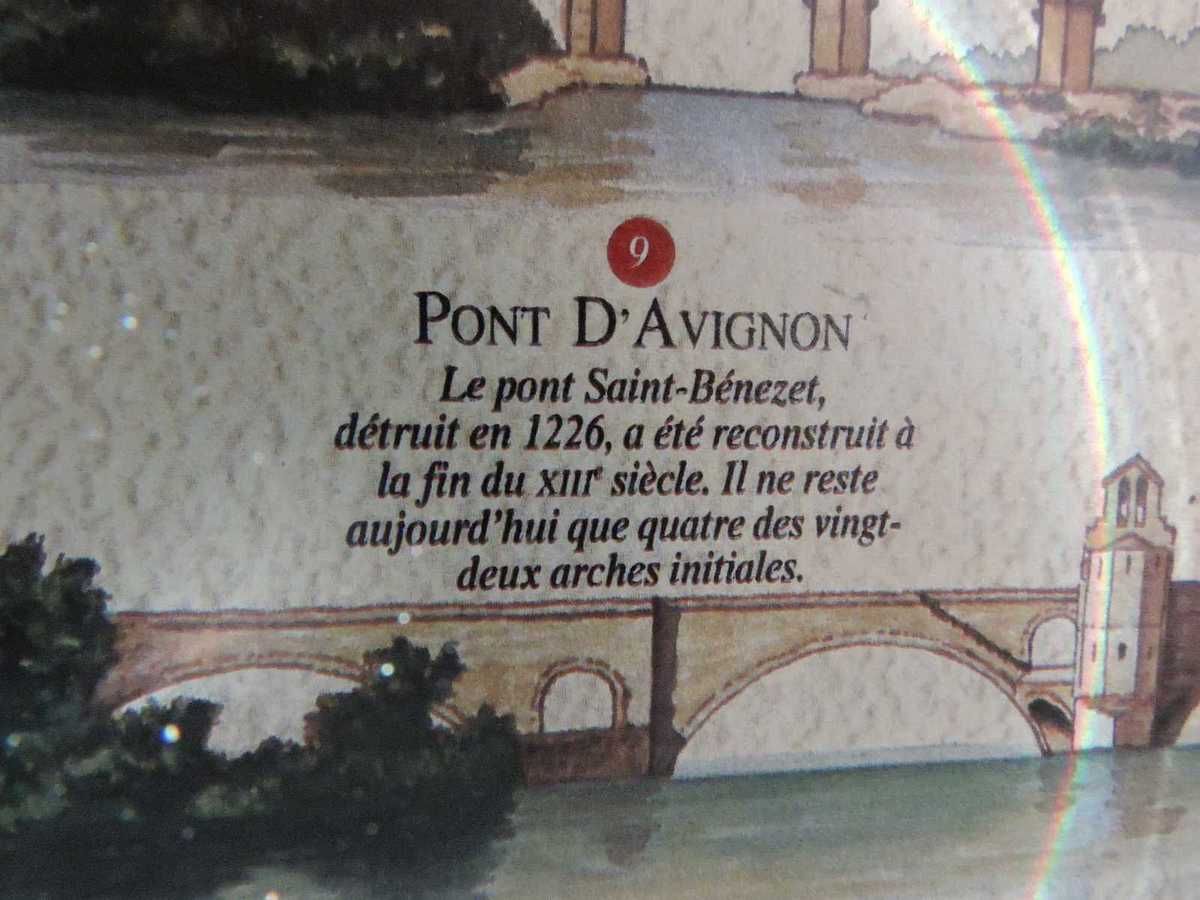 9
PONT D'AVIGNON
Le pont Saint-Bénezet,
détruit en 1226, a été reconstruit à
la fin du XIIIe siècle. Il ne reste
aujourd'hui que quatre des vingt-
deux arches initiales.